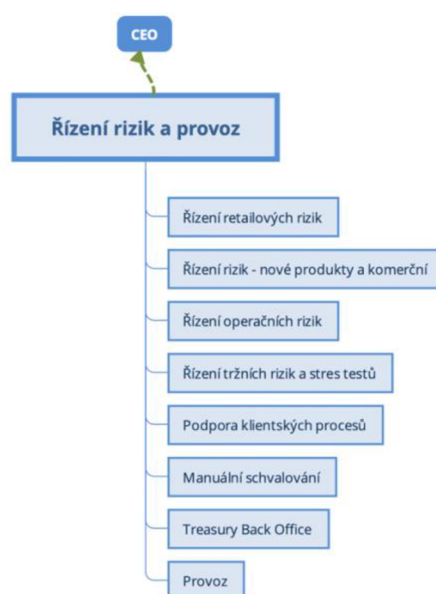 CEO
Řízení rizik a provoz
Řízení retailových rizik
Řízení rizik - nové produkty a komerční
Řízení operačních rizik
Řízení tržních rizik a stres testů
Podpora klientských procesů
Manuální schvalování
Treasury Back Office
Provoz